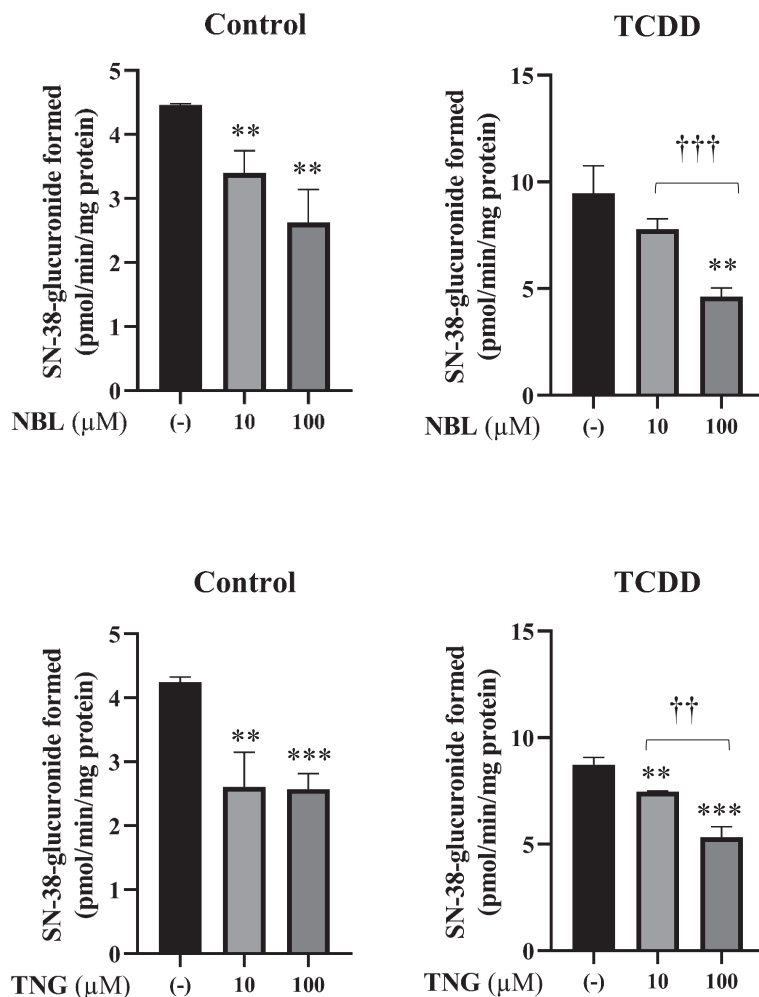 Control
SN-38-glucuronide formed
(pmol/min/mg protein)
5
4
3
2
1
0
**
**
NBL (μM) (-) 10 100
TCDD
SN-38-glucuronide formed
(pmol/min/mg protein)
15
10
5
0
†††
**
NBL (μM) (-) 10 100
Control
SN-38-glucuronide formed
(pmol/min/mg protein)
5
4
3
2
1
0
**
***
TNG (μM) (-) 10 100
TCDD
SN-38-glucuronide formed
(pmol/min/mg protein)
15
10
5
0
††
**
***
TNG (μM) (-) 10 100